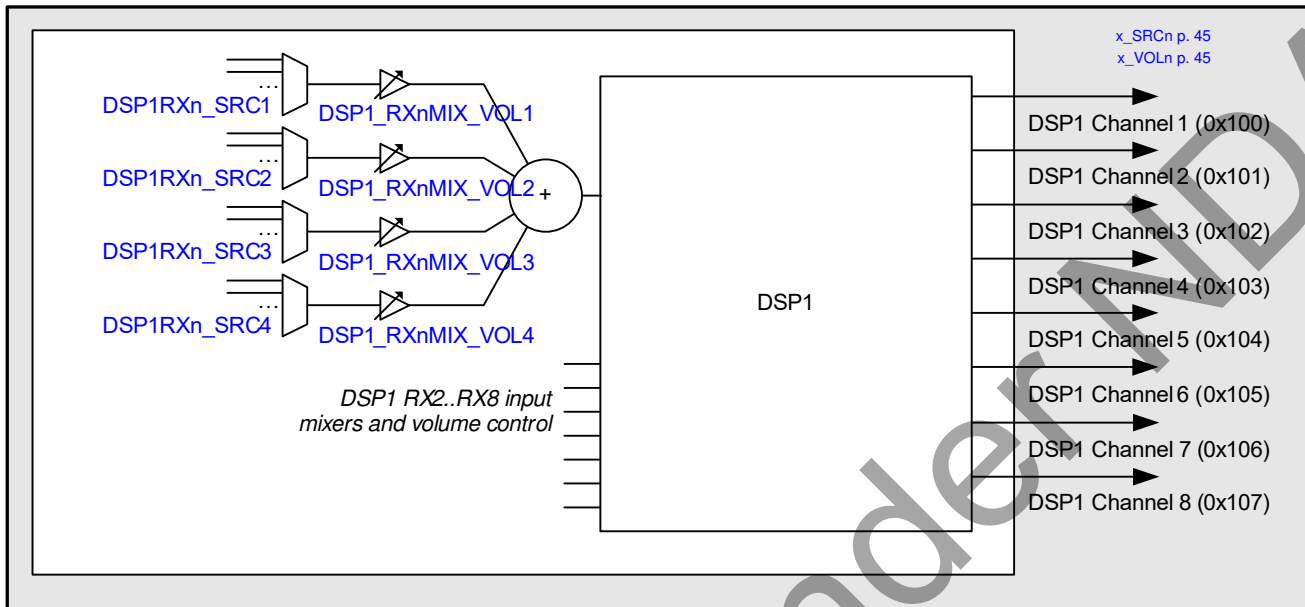 x_SRCn p. 45
x_VOLn p. 45
...
DSP1RXn_SRC1
DSP1_RXnMIX_VOL1
...
DSP1RXn_SRC2
DSP1_RXnMIX_VOL2
+
...
DSP1RXn_SRC3
DSP1_RXnMIX_VOL3
...
DSP1RXn_SRC4
DSP1_RXnMIX_VOL4
DSP1 RX2..RX8 input
mixers and volume control
DSP1
DSP1 Channel 1 (0x100)
DSP1 Channel 2 (0x101)
DSP1 Channel 3 (0x102)
DSP1 Channel 4 (0x103)
DSP1 Channel 5 (0x104)
DSP1 Channel 6 (0x105)
DSP1 Channel 7 (0x106)
DSP1 Channel 8 (0x107)